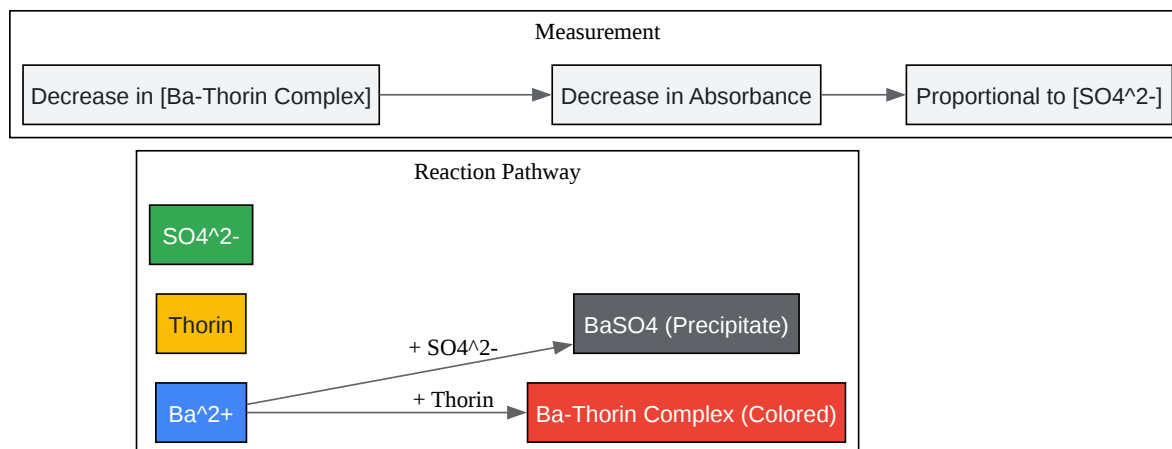 Measurement
Decrease in [Ba-Thorin Complex]
Decrease in Absorbance
Proportional to [SO4^2-]
Reaction Pathway
SO4^2-
Thorin
BaSO4 (Precipitate)
+ SO4^2-
+ Thorin
Ba^2+
Ba-Thorin Complex (Colored)